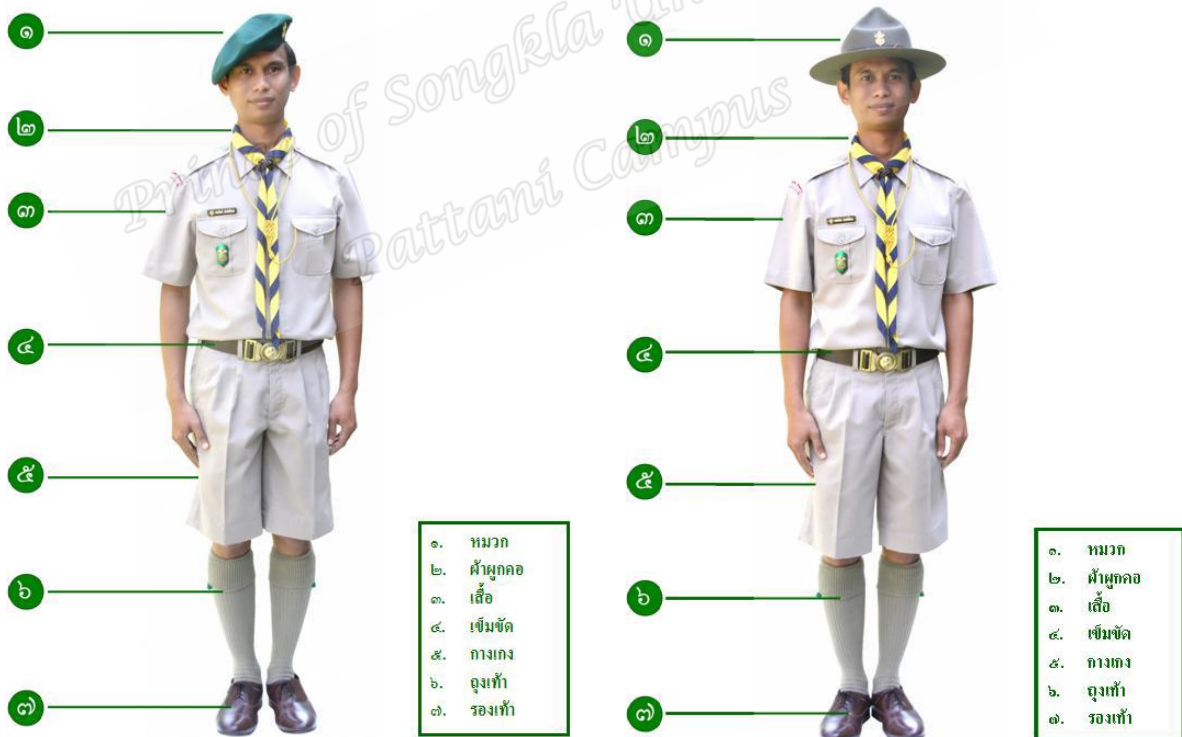 ๑
๒
๓
๔
๕
๖
๗
๑. หมวก
๒. ผ้าผูกคอ
๓. เสื้อ
๔. เข็มขัด
๕. กางเกง
๖. ถุงเท้า
๗. รองเท้า
๑
๒
๓
๔
๕
๖
๗
๑. หมวก
๒. ผ้าผูกคอ
๓. เสื้อ
๔. เข็มขัด
๕. กางเกง
๖. ถุงเท้า
๗. รองเท้า
Prince of Songkla
Pattani Campus